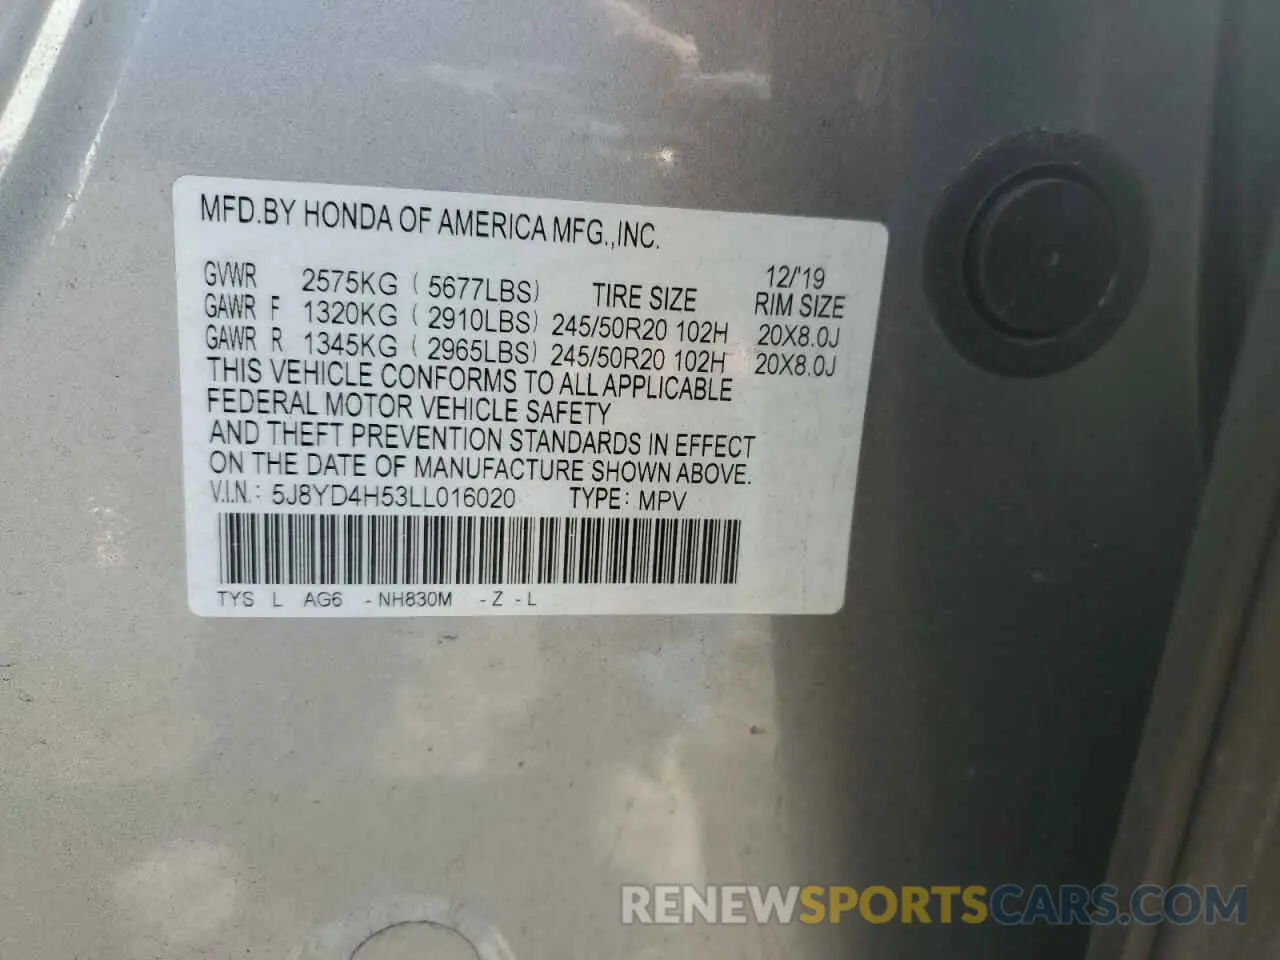 MFD.BY HONDA OF AMERICA MFG.,INC.
12/'19
GVWR 2575KG ( 5677LBS) TIRE SIZE RIM SIZE
GAWR F 1320KG ( 2910LBS) 245/50R20 102H 20X8.0J
GAWR R 1345KG ( 2965LBS) 245/50R20 102H 20X8.0J
THIS VEHICLE CONFORMS TO ALL APPLICABLE
FEDERAL MOTOR VEHICLE SAFETY
AND THEFT PREVENTION STANDARDS IN EFFECT
ON THE DATE OF MANUFACTURE SHOWN ABOVE.
V.I.N.: 5J8YD4H53LL016020 TYPE: MPV
TYS L AG6 -NH830M -Z -L
RENEWSPORTSCARS.COM